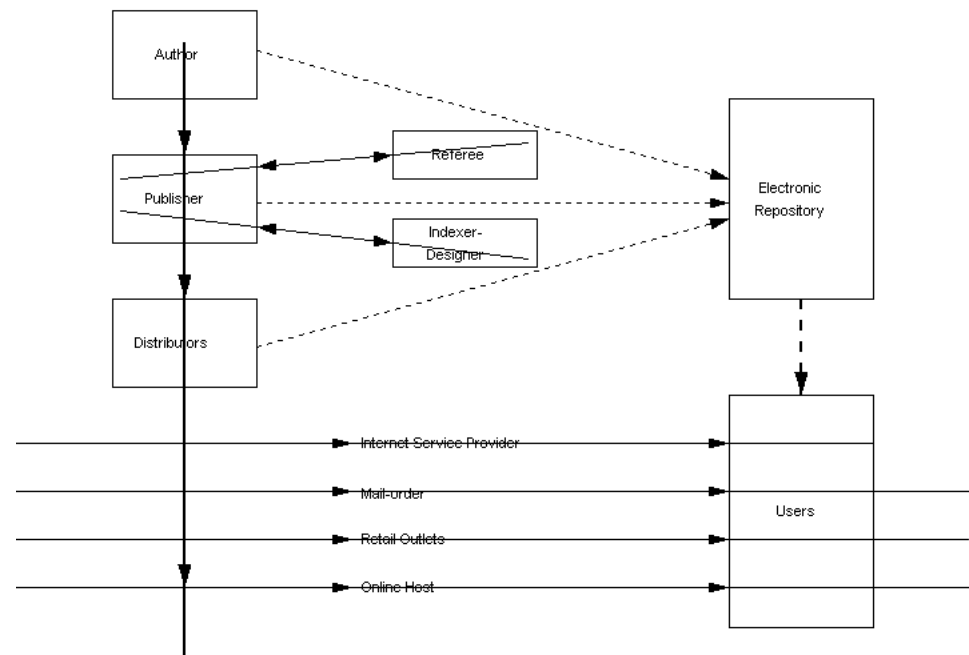 Author
Referee
Publisher
Electronic
Repository
Indexer-
Designer
Distributors
Internet Service Provider
Mail-order
Users
Retail Outlets
Online Host